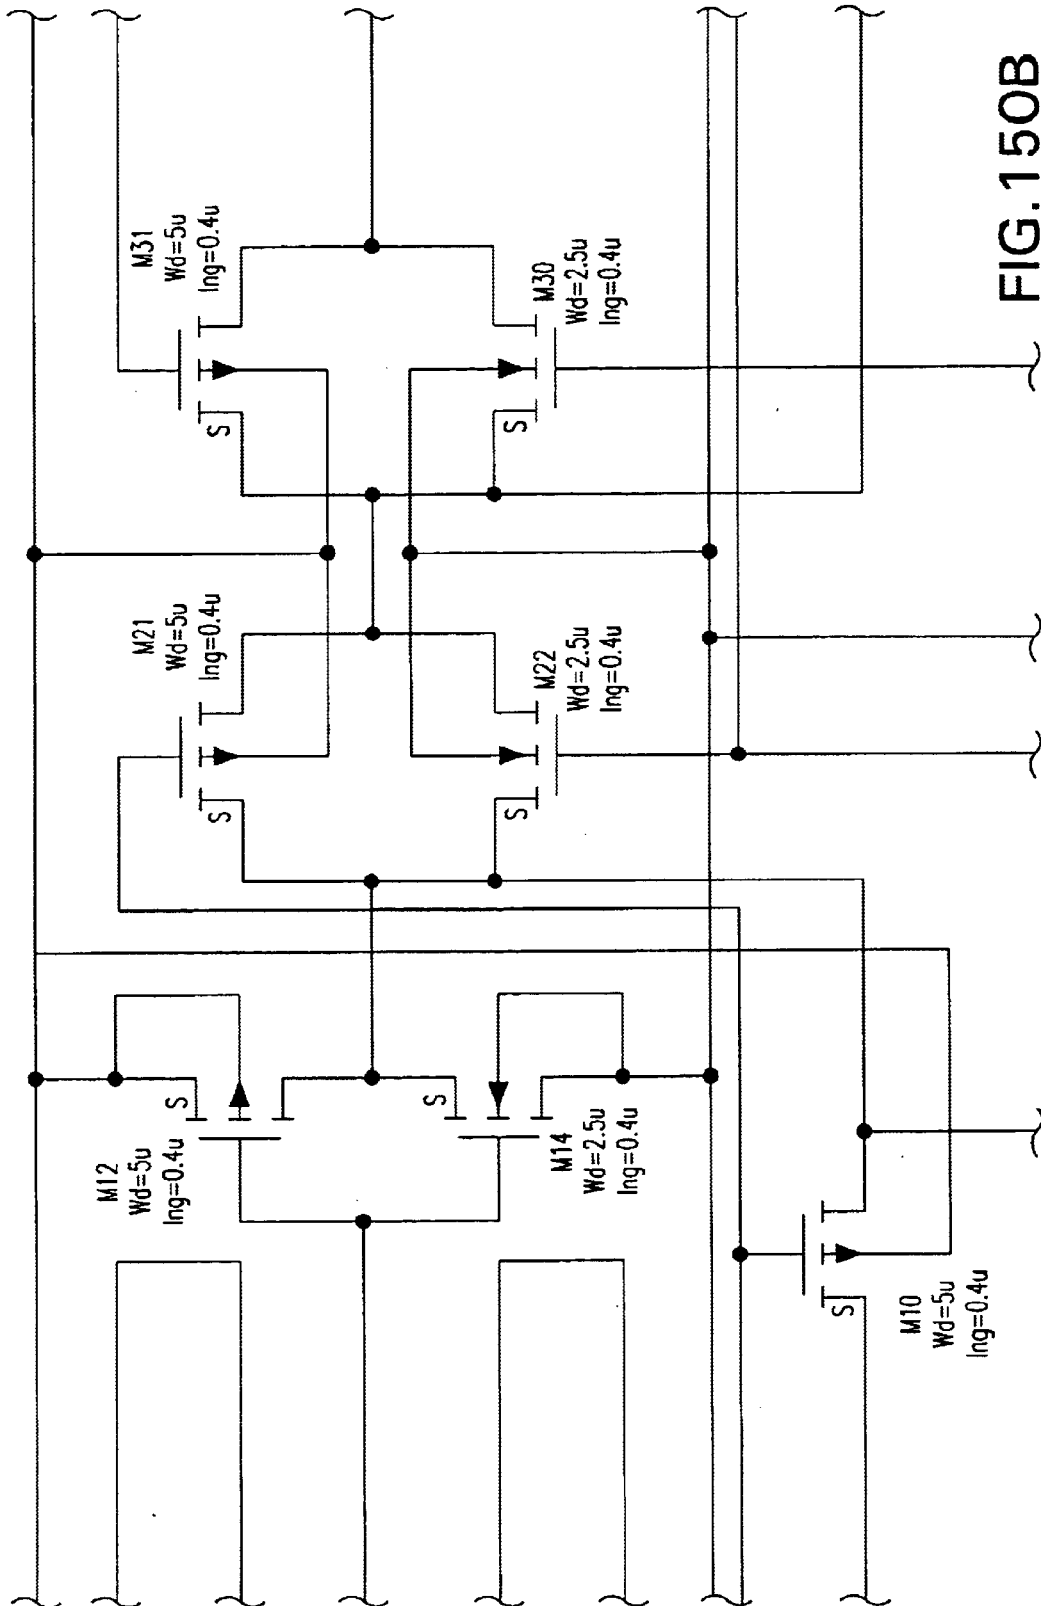 M12
Wd=5u
lng=0.4u
S
M21
Wd=5u
lng=0.4u
S
M31
Wd=5u
lng=0.4u
S
S
M14
Wd=2.5u
lng=0.4u
S
M22
Wd=2.5u
lng=0.4u
S
M30
Wd=2.5u
lng=0.4u
S
M10
Wd=5u
lng=0.4u
FIG.150B